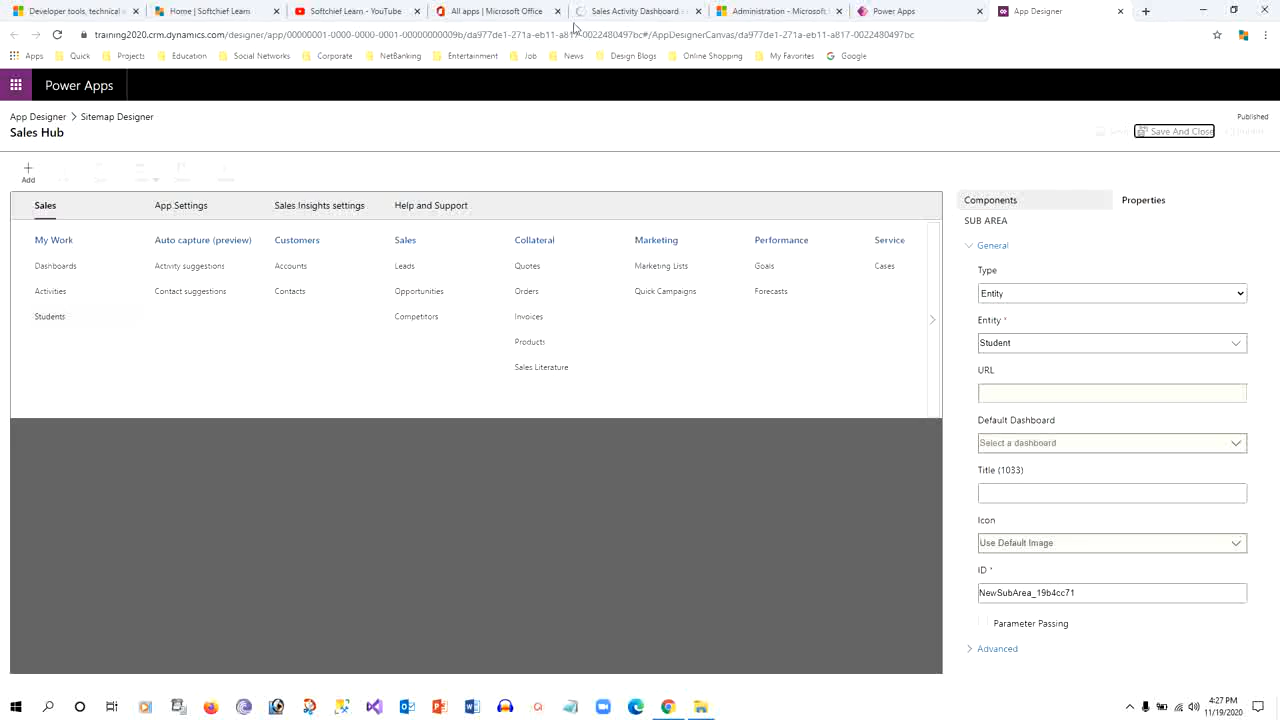 Developer tools, technical d
Home | Softchief Learn
Softchief Learn - YouTube
All apps | Microsoft Office
Sales Activity Dashboard
Administration - Microsoft
Power Apps
App Designer
training2020.crm.dynamics.com/designer/app/00000001-0000-0000-0001-00000000009b/da977de1-271a-eb11-a817-0022480497bc#/AppDesignerCanvas/da977de1-271a-eb11-a817-0022480497bc
Apps
Quick
Projects
Education
Social Networks
Corporate
NetBanking
Entertainment
Job
News
Design Blogs
Online Shopping
My Favorites
Google
Power Apps
App Designer > Sitemap Designer
Published
Sales Hub
Save And Close
Add
Sales
App Settings
Sales Insights settings
Help and Support
My Work
Auto capture (preview)
Customers
Sales
Collateral
Marketing
Performance
Service
Dashboards
Activity suggestions
Accounts
Leads
Quotes
Marketing Lists
Goals
Cases
Activities
Contact suggestions
Contacts
Opportunities
Orders
Quick Campaigns
Forecasts
Students
Competitors
Invoices
Products
Sales Literature
Components
Properties
SUB AREA
General
Type
Entity
Entity *
Student
URL
Default Dashboard
Select a dashboard
Title (1033)
Icon
Use Default Image
ID *
NewSubArea_19b4cc71
Parameter Passing
Advanced
4:27 PM
11/19/2020